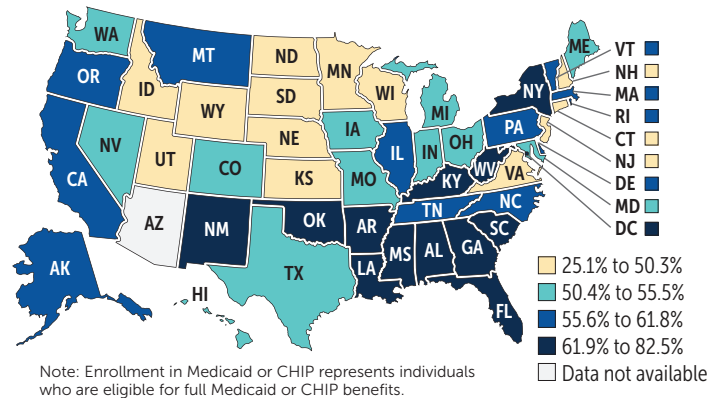 WA
MT
ND
MN
ME
VT
OR
ID
SD
WI
NY
NH
WY
MI
MA
NE
IA
PA
RI
NV
UT
CO
IL
IN
OH
CT
CA
KS
MO
KY
WV
VA
NJ
DE
AZ
NM
OK
AR
TN
NC
MD
SC
DC
MS
AL
GA
AK
HI
TX
LA
FL
25.1% to 50.3%
50.4% to 55.5%
55.6% to 61.8%
61.9% to 82.5%
Data not available
Note: Enrollment in Medicaid or CHIP represents individuals
who are eligible for full Medicaid or CHIP benefits.